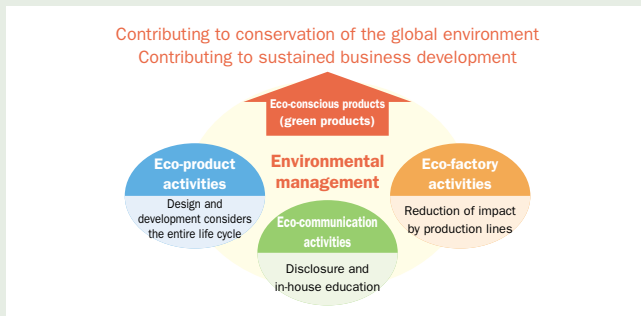 Contributing to conservation of the global environment
Contributing to sustained business development
Eco-conscious products
(green products)
Environmental
management
Eco-product
activities
Design and
development considers
the entire life cycle
Eco-factory
activities
Reduction of impact
by production lines
Eco-communication
activities
Disclosure and
in-house education